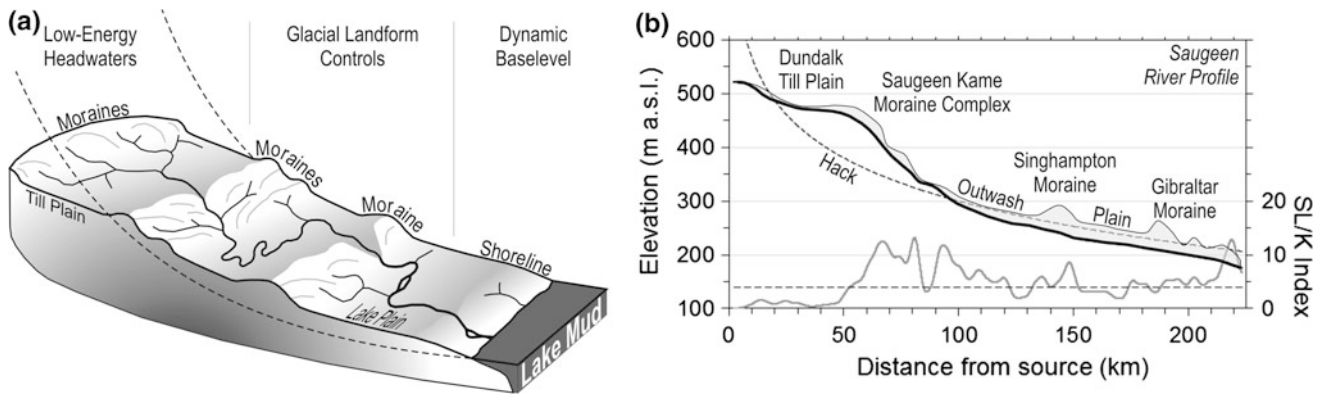 (a)
Low-Energy
Headwaters
Glacial Landform
Controls
Dynamic
Baselevel
Moraines
Moraines
Moraine
Till Plain
Shoreline
Lake Plain
Lake Mud
(b)
600
500
400
300
200
100
Elevation (m a.s.l.)
Dundalk
Till Plain
Saugeen Kame
Moraine Complex
Saugeen
River Profile
Hack
Outwash
Plain
Singhampton
Moraine
Gibraltar
Moraine
20
10
0
SL/K Index
0
50
100
150
200
Distance from source (km)